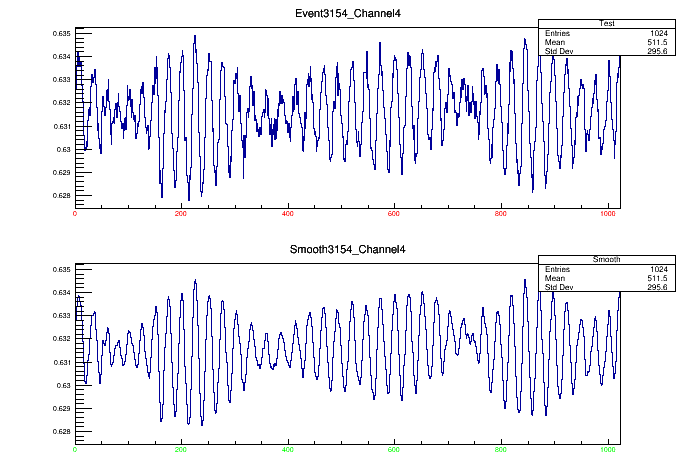 Event3154_Channel4
Test
Entries 1024
Mean 511.5
Std Dev 295.6
0.635
0.634
0.633
0.632
0.631
0.63
0.629
0.628
0 200 400 600 800 1000
Smooth3154_Channel4
Smooth
Entries 1024
Mean 511.5
Std Dev 295.6
0.635
0.634
0.633
0.632
0.631
0.63
0.629
0.628
0 200 400 600 800 1000